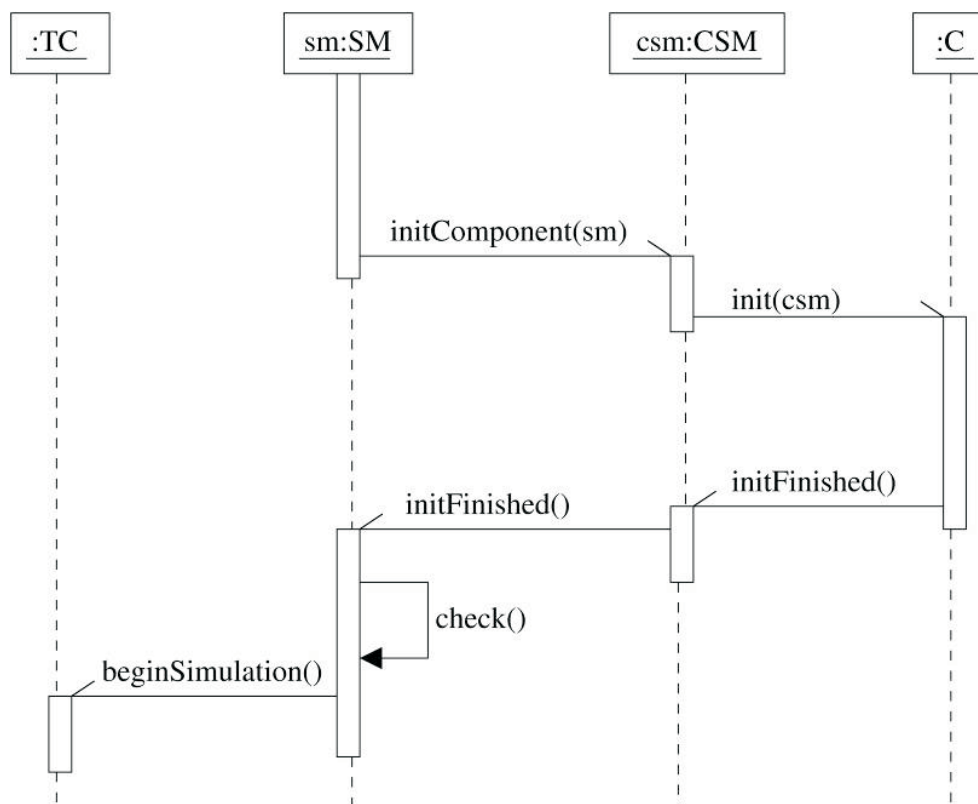 :TC
sm:SM
csm:CSM
:C
initComponent(sm)
init(csm)
initFinished()
initFinished()
check()
beginSimulation()